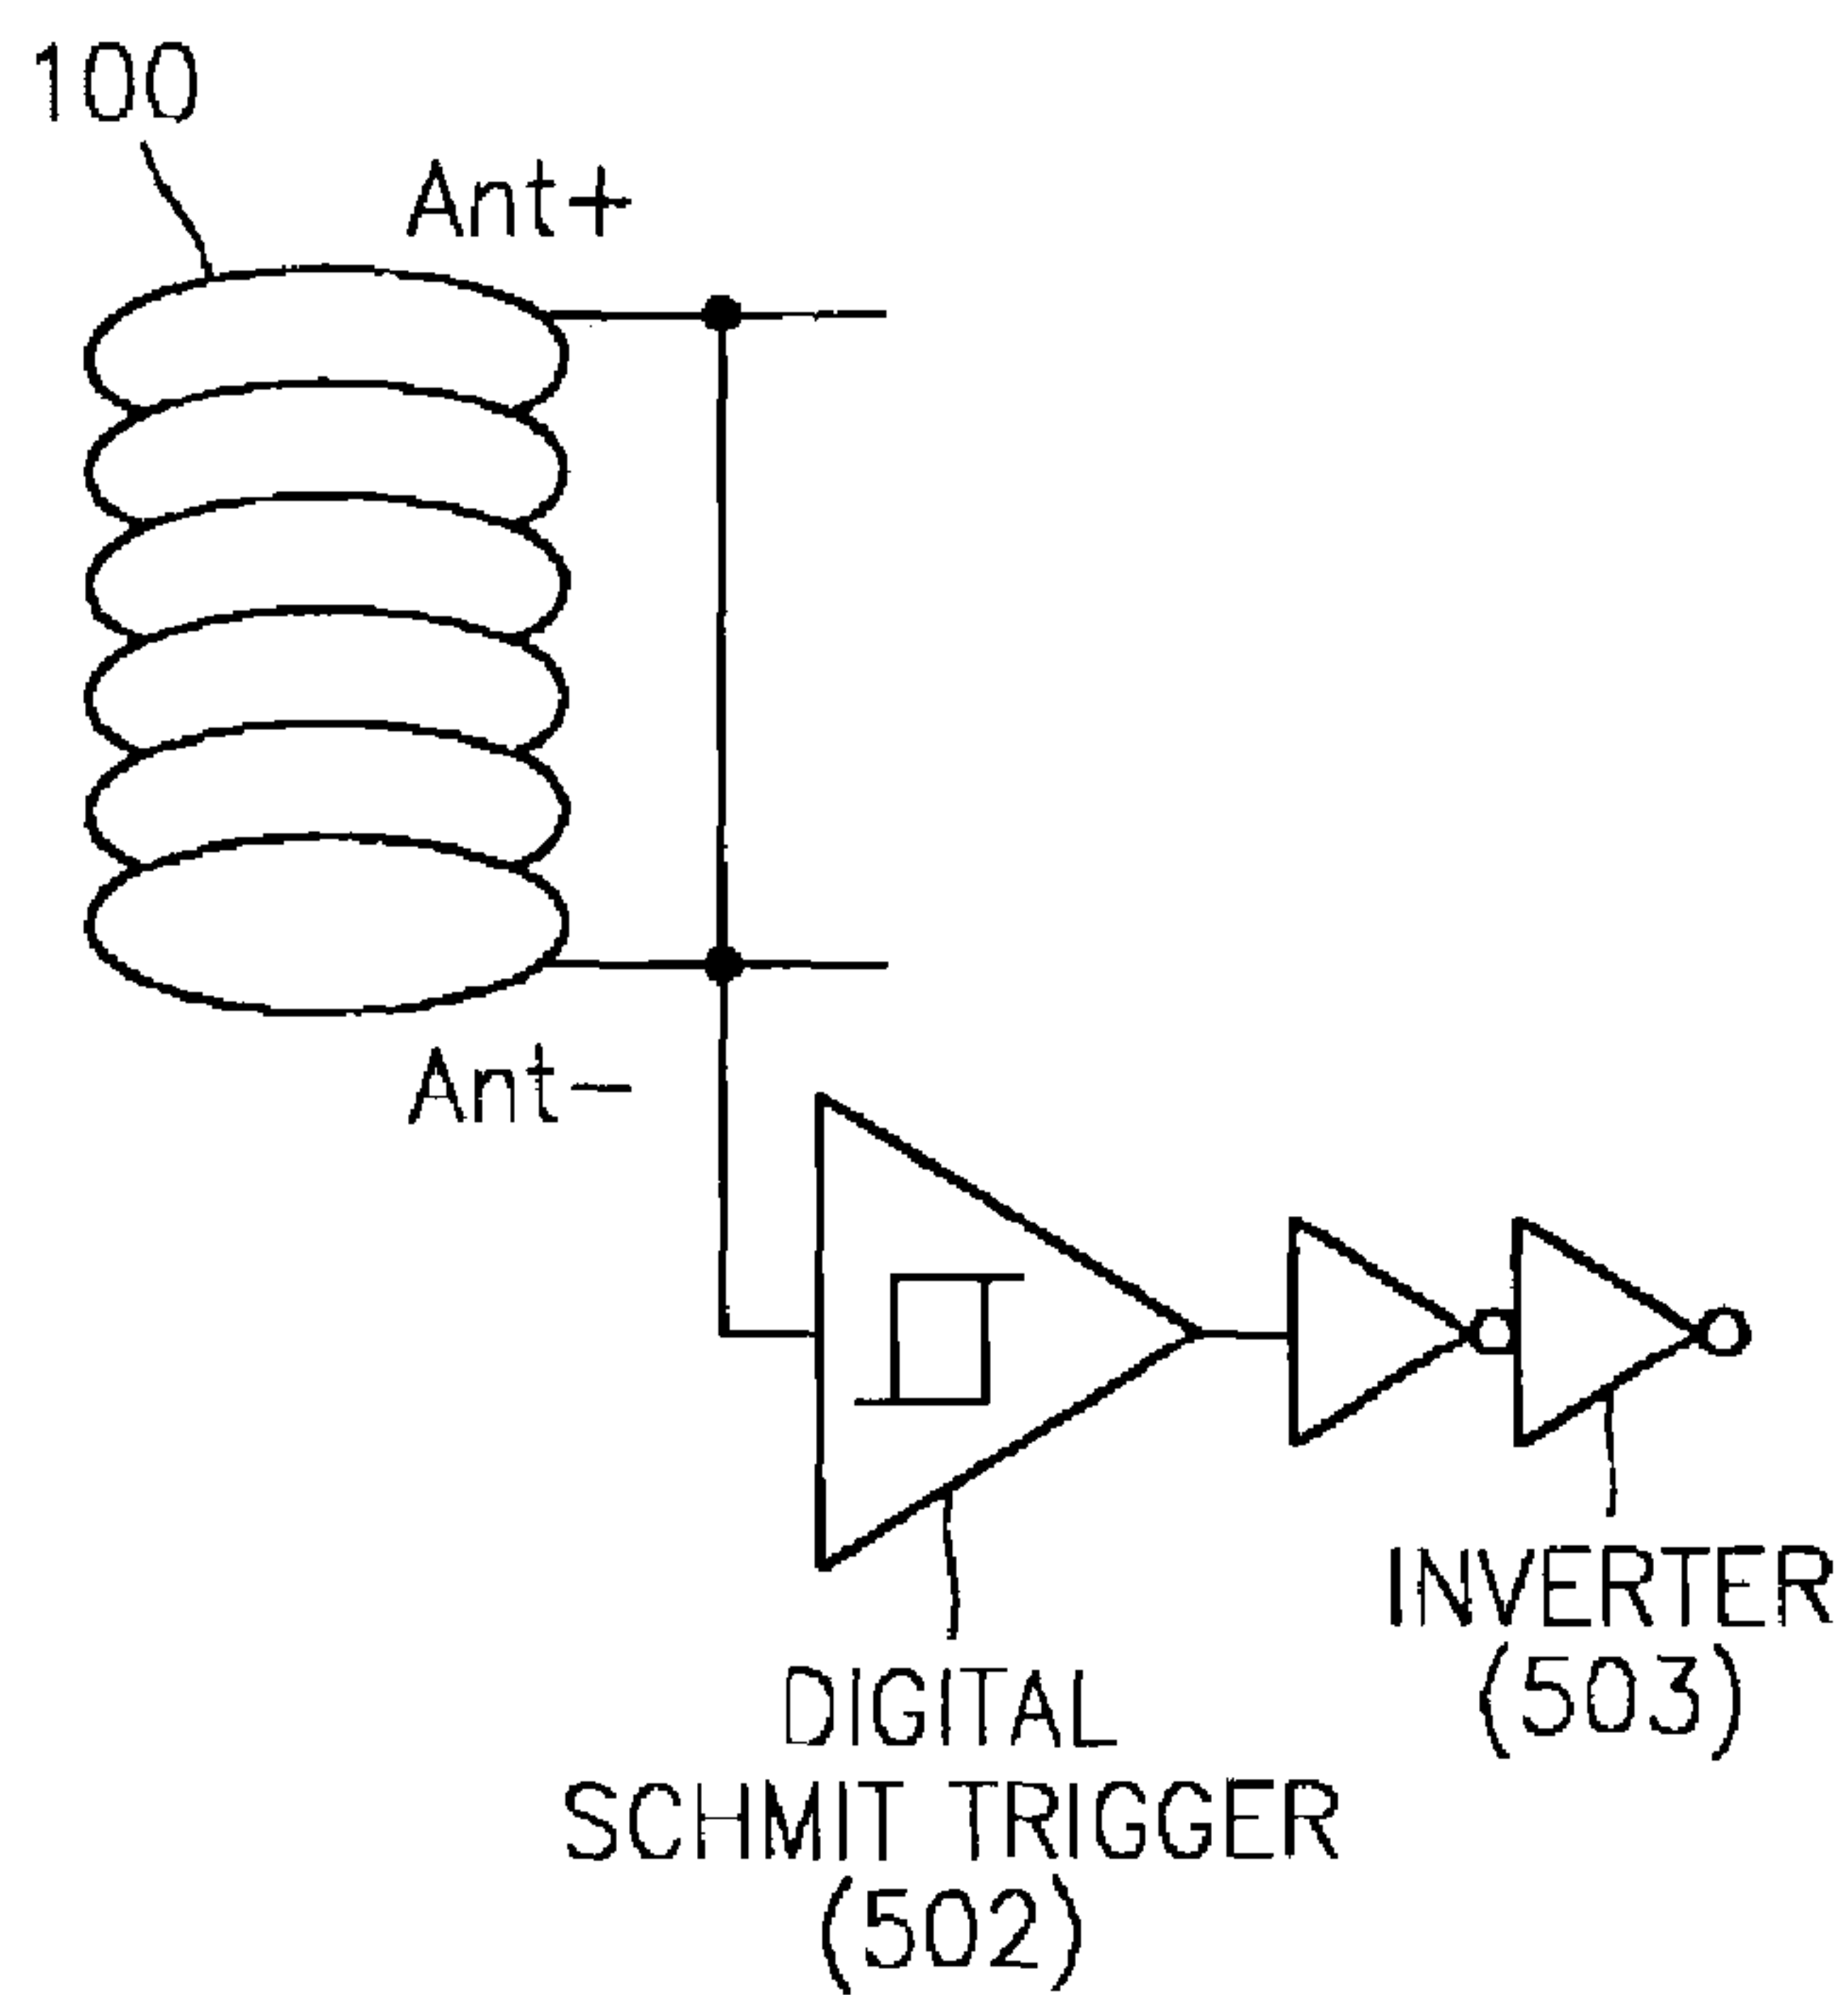 100
Ant+
Ant-
INVERTER
(503)
DIGITAL
SCHMIT TRIGGER
(502)